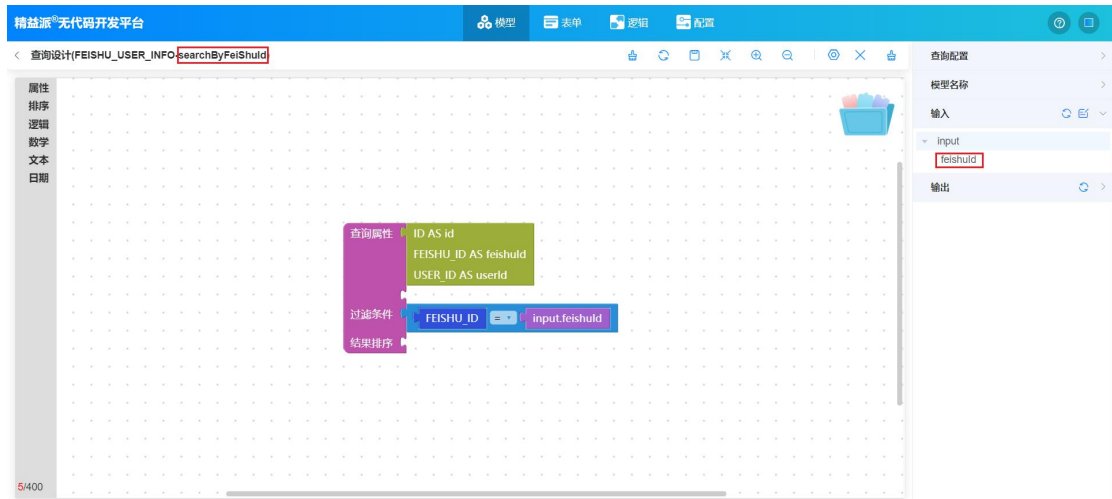 精益派®无代码开发平台
模型
表单
逻辑
配置
查询设计(FEISHU_USER_INFO-searchByFeiShuId)
查询配置
模型名称
输入
input
feishuId
输出
属性
排序
逻辑
数学
文本
日期
查询属性
ID AS id
FEISHU_ID AS feishuId
USER_ID AS userId
过滤条件
FEISHU_ID = input.feishuId
结果排序
5/400